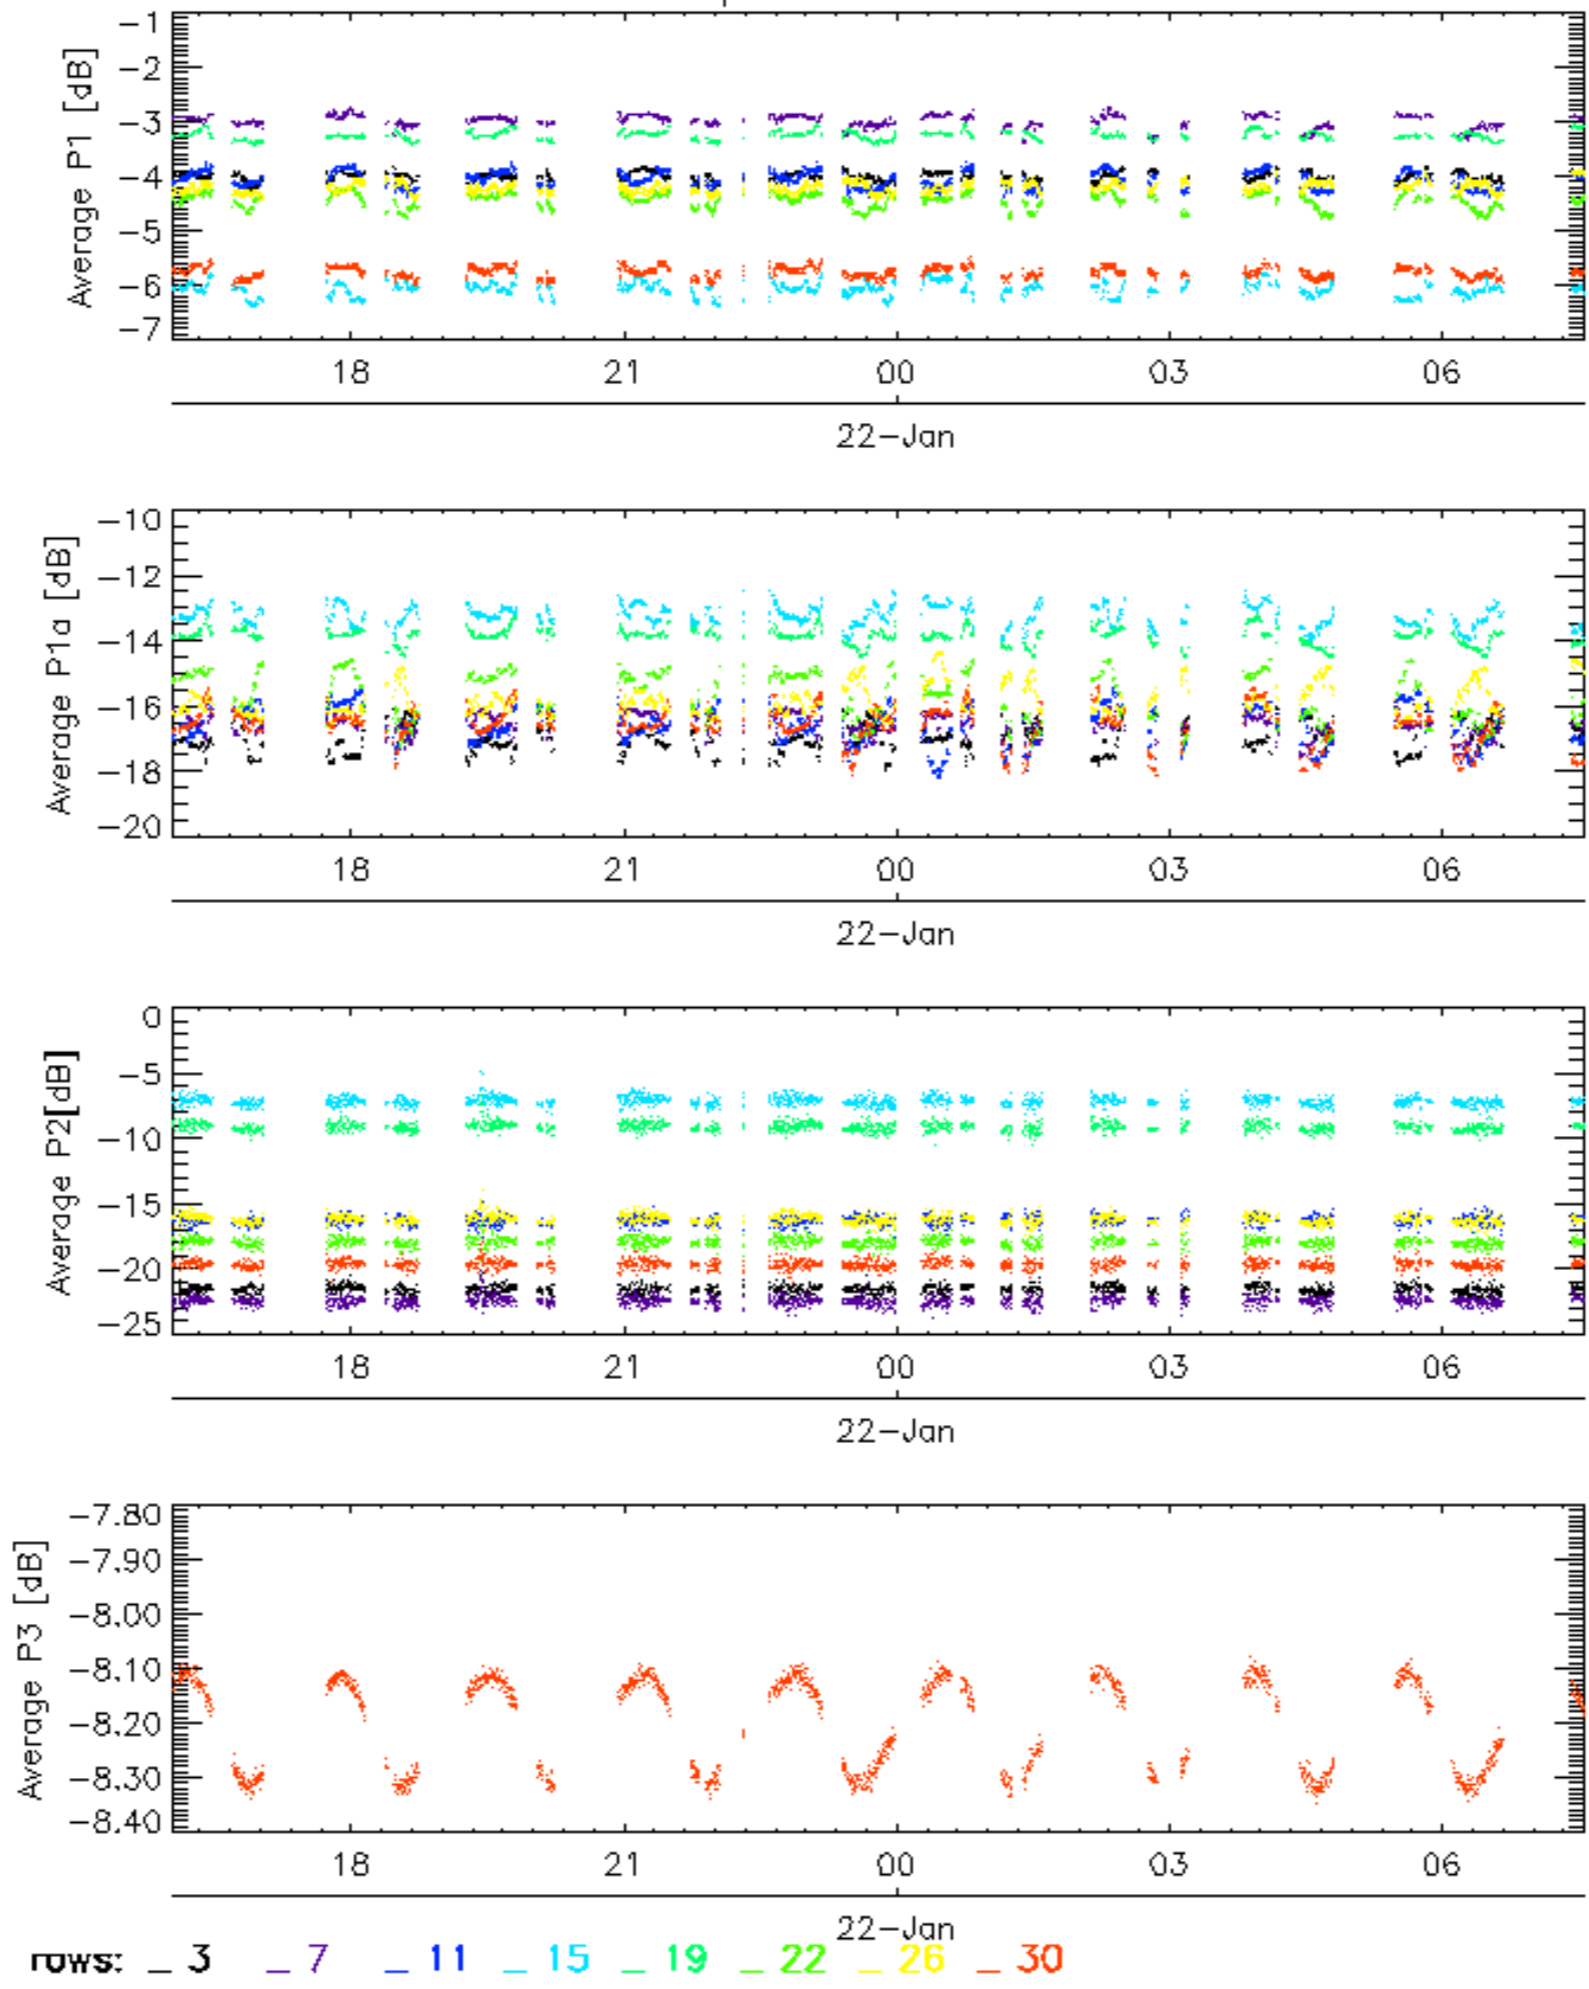 Average P1 [dB]
-1
-2
-3
-4
-5
-6
-7
18 21 00 03 06
22-Jan
Average P1a [dB]
-10
-12
-14
-16
-18
-20
18 21 00 03 06
22-Jan
Average P2[dB]
0
-5
-10
-15
-20
-25
18 21 00 03 06
22-Jan
Average P3 [dB]
-7.80
-7.90
-8.00
-8.10
-8.20
-8.30
-8.40
18 21 00 03 06
22-Jan
rows: _ 3 _ 7 _ 11 _ 15 _ 19 _ 22 _ 26 _ 30